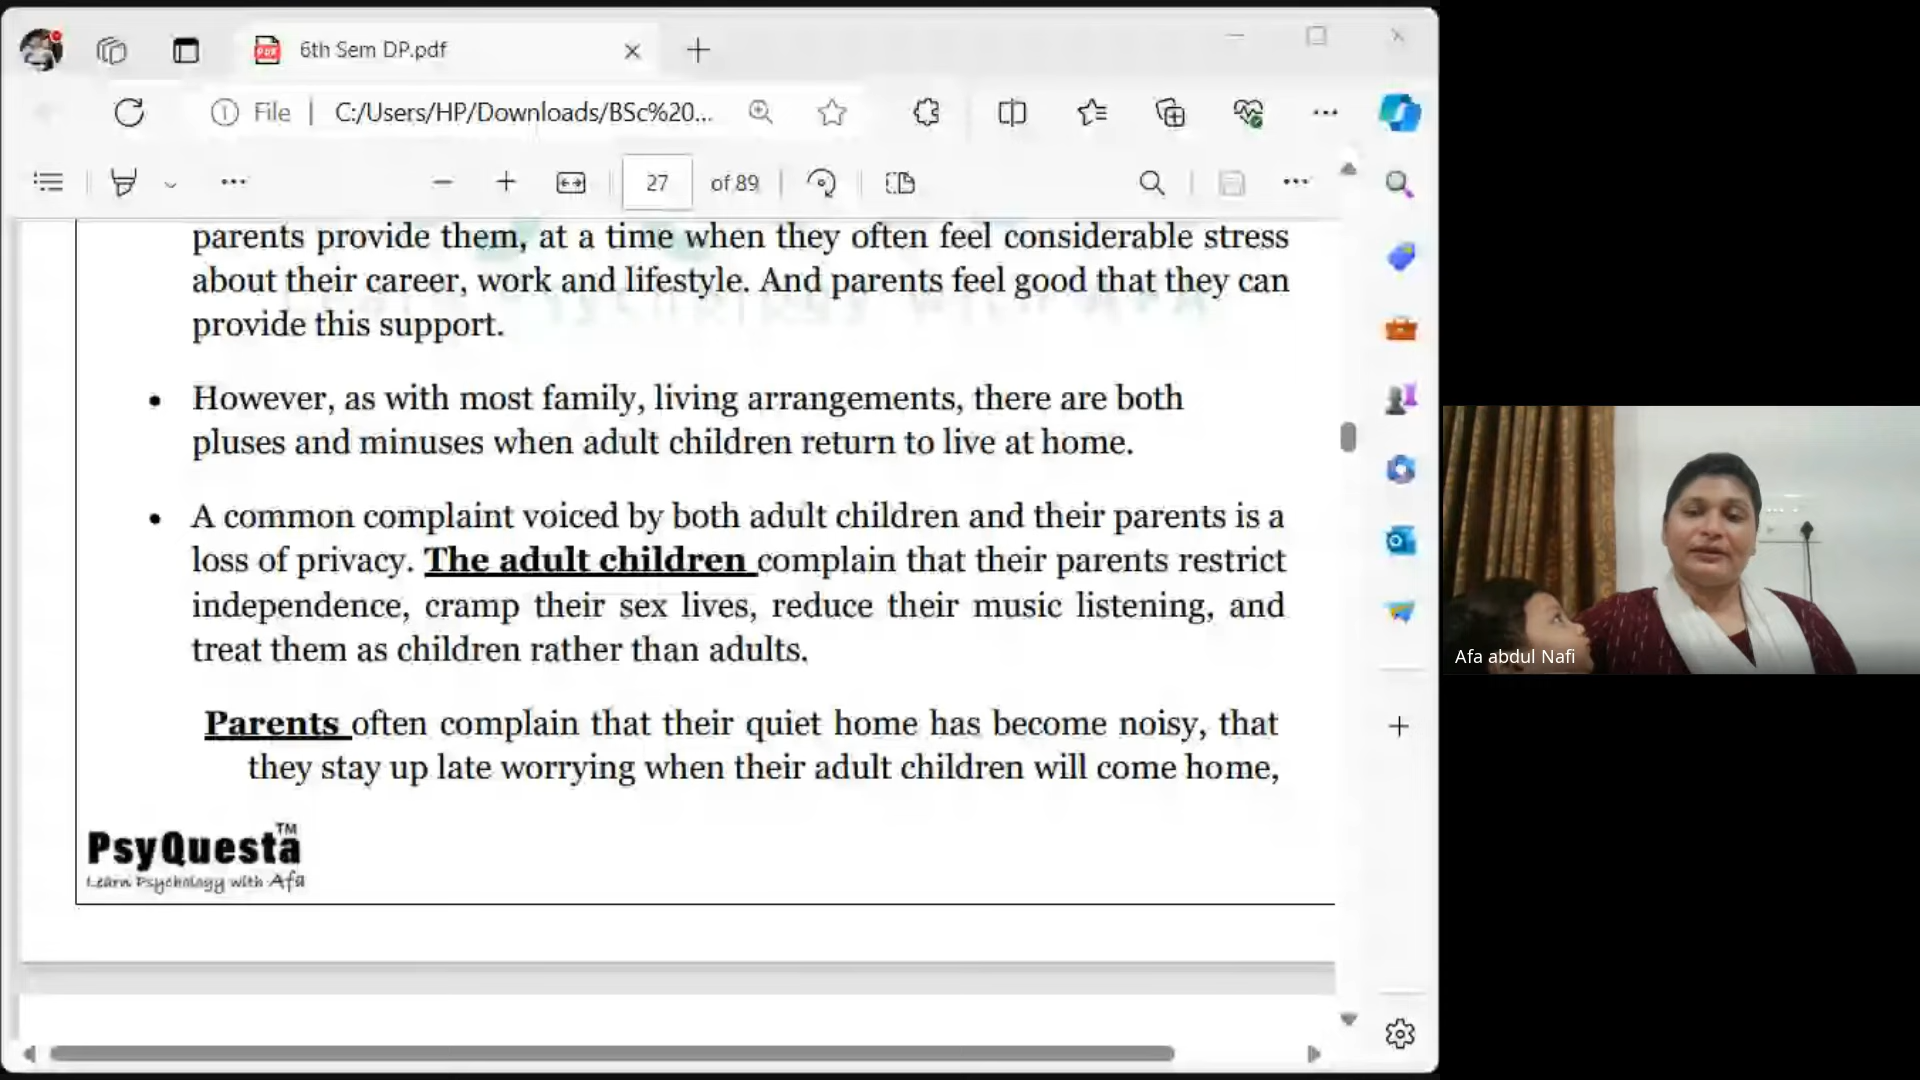 6th Sem DP.pdf
File | C:/Users/HP/Downloads/BSc%20...
27 of 89
parents provide them, at a time when they often feel considerable stress
about their career, work and lifestyle. And parents feel good that they can
provide this support.
• However, as with most family, living arrangements, there are both
pluses and minuses when adult children return to live at home.
• A common complaint voiced by both adult children and their parents is a
loss of privacy. The adult children complain that their parents restrict
independence, cramp their sex lives, reduce their music listening, and
treat them as children rather than adults.
Parents often complain that their quiet home has become noisy, that
they stay up late worrying when their adult children will come home,
PsyQuesta™
Learn Psychology with Afa
Afa abdul Nafi